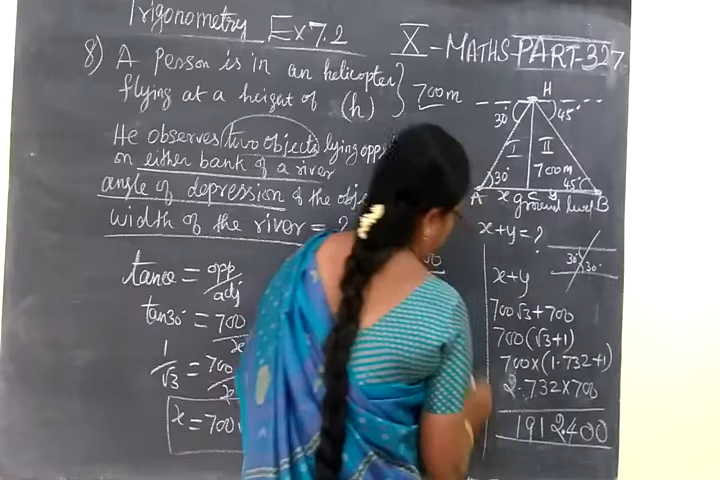 Trigonometry Ex 7.2 X - MATHS PART-327
8) A Person is in an helicopter
flying at a height of (h) } 700m
He observes two objects lying opp
on either bank of a river
angle of depression of the obje
width of the river = ?
tanθ = opp/adj
tan30° = 700/x
1/√3 = 700/x
x = 700
H
30° 45°
I II
700m
30° 45°
A x C y B
ground level
x+y = ?
30° 30°
x+y
700√3 + 700
700(√3+1)
700×(1.732+1)
2.732×700
1912.400